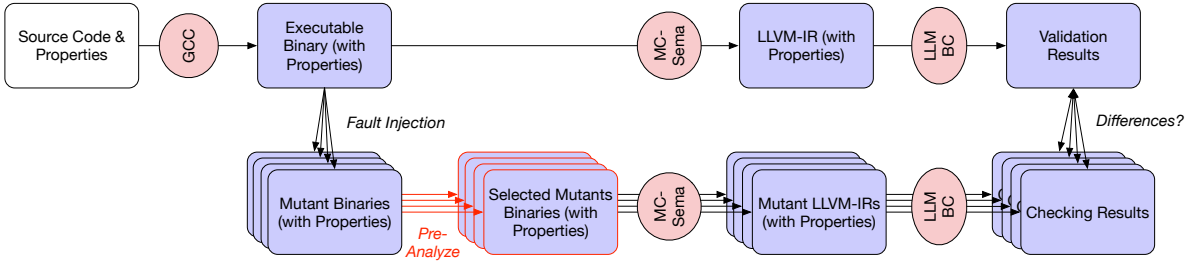 Source Code &
Properties
GCC
Executable
Binary (with
Properties)
MC-
Sema
LLVM-IR (with
Properties)
LLM
BC
Validation
Results
Fault Injection
Differences?
Mutant Binaries
(with Properties)
Pre-
Analyze
Selected Mutants
Binaries (with
Properties)
MC-
Sema
Mutant LLVM-IRs
(with Properties)
LLM
BC
Checking Results